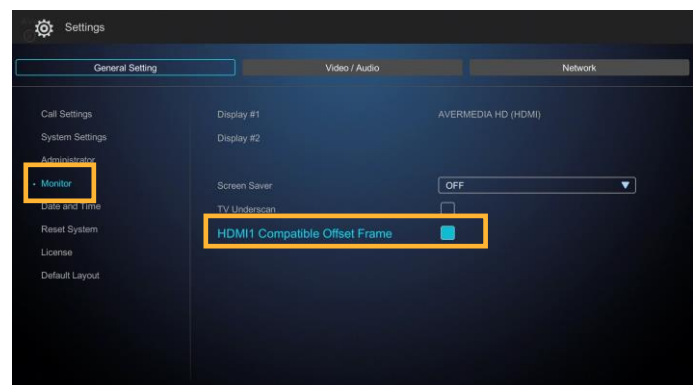 Settings
General Setting
Video / Audio
Network
Call Settings
Display #1
AVERMEDIA HD (HDMI)
System Settings
Display #2
Administrator
• Monitor
Screen Saver
OFF
Date and Time
TV Underscan
Reset System
HDMI1 Compatible Offset Frame
License
Default Layout